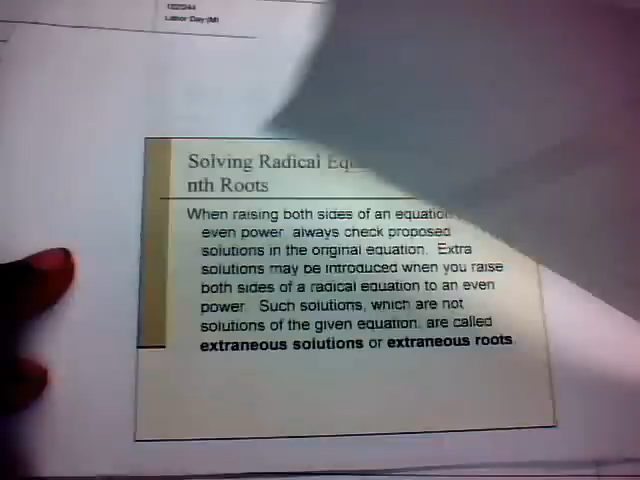 Labor Day (M)
Solving Radical
nth Roots
When raising both sides of an equation
even power, always check proposed
solutions in the original equation. Extra
solutions may be introduced when you raise
both sides of a radical equation to an even
power. Such solutions, which are not
solutions of the given equation, are called
extraneous solutions or extraneous roots.